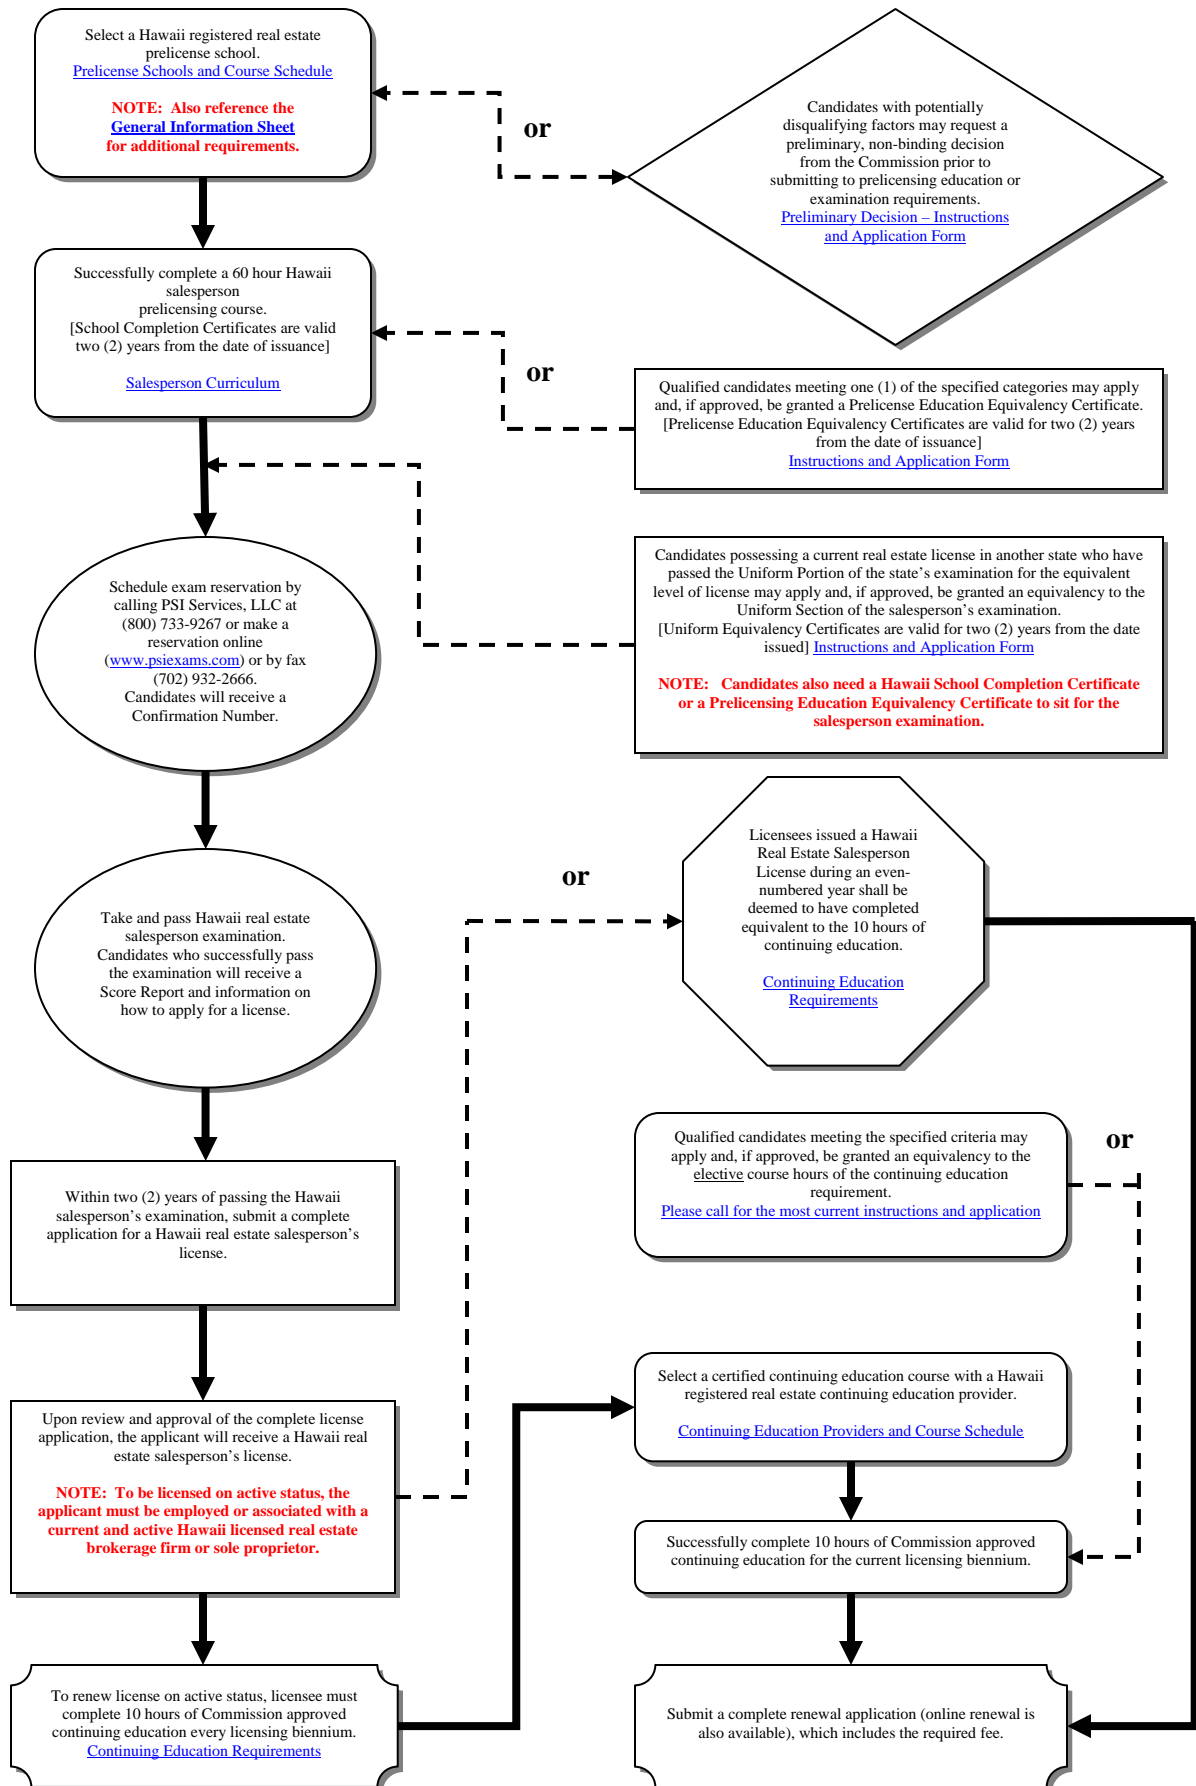 Select a Hawaii registered real estate
prelicense school.
Prelicense Schools and Course Schedule
NOTE:  Also reference the
General Information Sheet
for additional requirements.
or
Candidates with potentially
disqualifying factors may request a
preliminary, non-binding decision
from the Commission prior to
submitting to prelicensing education or
examination requirements.
Preliminary Decision – Instructions
and Application Form
Successfully complete a 60 hour Hawaii
salesperson
prelicensing course.
[School Completion Certificates are valid
two (2) years from the date of issuance]
Salesperson Curriculum
or
Qualified candidates meeting one (1) of the specified categories may apply
and, if approved, be granted a Prelicense Education Equivalency Certificate.
[Prelicense Education Equivalency Certificates are valid for two (2) years
from the date of issuance]
Instructions and Application Form
Schedule exam reservation by
calling PSI Services, LLC at
(800) 733-9267 or make a
reservation online
(www.psiexams.com) or by fax
(702) 932-2666.
Candidates will receive a
Confirmation Number.
Candidates possessing a current real estate license in another state who have
passed the Uniform Portion of the state’s examination for the equivalent
level of license may apply and, if approved, be granted an equivalency to the
Uniform Section of the salesperson’s examination.
[Uniform Equivalency Certificates are valid for two (2) years from the date
issued] Instructions and Application Form
NOTE:   Candidates also need a Hawaii School Completion Certificate
or a Prelicensing Education Equivalency Certificate to sit for the
salesperson examination.
Take and pass Hawaii real estate
salesperson examination.
Candidates who successfully pass
the examination will receive a
Score Report and information on
how to apply for a license.
or
Licensees issued a Hawaii
Real Estate Salesperson
License during an even-
numbered year shall be
deemed to have completed
equivalent to the 10 hours of
continuing education.
Continuing Education
Requirements
Within two (2) years of passing the Hawaii
salesperson’s examination, submit a complete
application for a Hawaii real estate salesperson’s
license.
Qualified candidates meeting the specified criteria may
apply and, if approved, be granted an equivalency to the
elective course hours of the continuing education
requirement.
Please call for the most current instructions and application
or
Upon review and approval of the complete license
application, the applicant will receive a Hawaii real
estate salesperson’s license.
NOTE:  To be licensed on active status, the
applicant must be employed or associated with a
current and active Hawaii licensed real estate
brokerage firm or sole proprietor.
Select a certified continuing education course with a Hawaii
registered real estate continuing education provider.
Continuing Education Providers and Course Schedule
Successfully complete 10 hours of Commission approved
continuing education for the current licensing biennium.
To renew license on active status, licensee must
complete 10 hours of Commission approved
continuing education every licensing biennium.
Continuing Education Requirements
Submit a complete renewal application (online renewal is
also available), which includes the required fee.